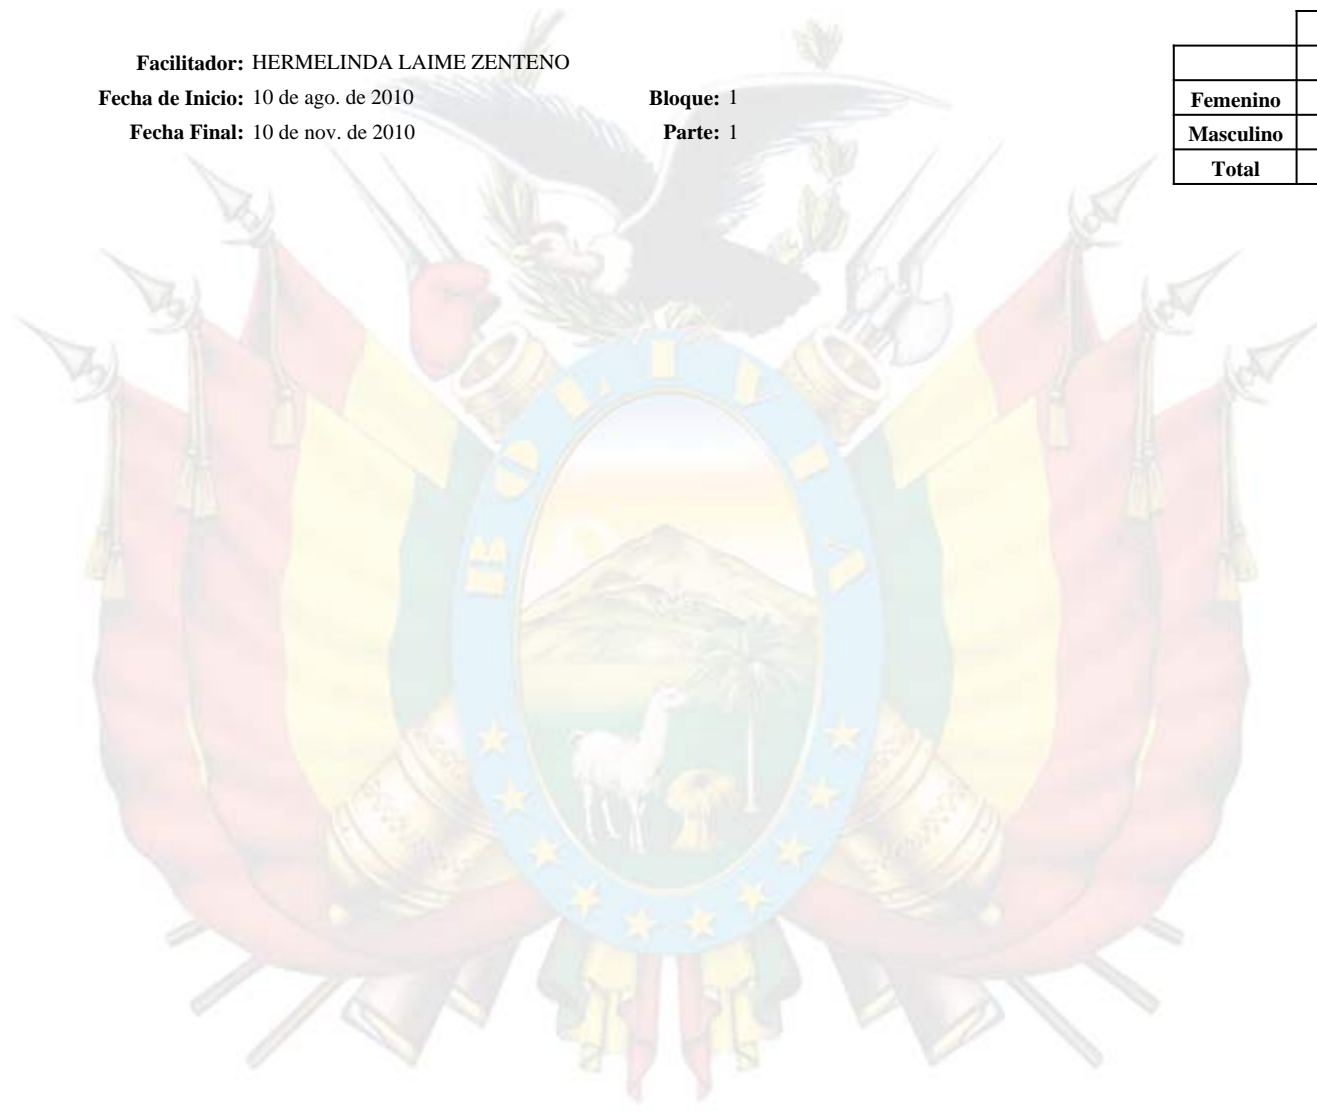 Facilitador: HERMELINDA LAIME ZENTENO
Fecha de Inicio: 10 de ago. de 2010 Bloque: 1
Fecha Final: 10 de nov. de 2010 Parte: 1
Femenino
Masculino
Total
BOLIVIA